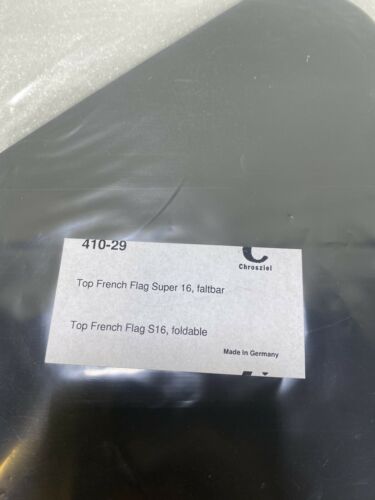 410-29
Chrosziel
Top French Flag Super 16, faltbar
Top French Flag S16, foldable
Made in Germany